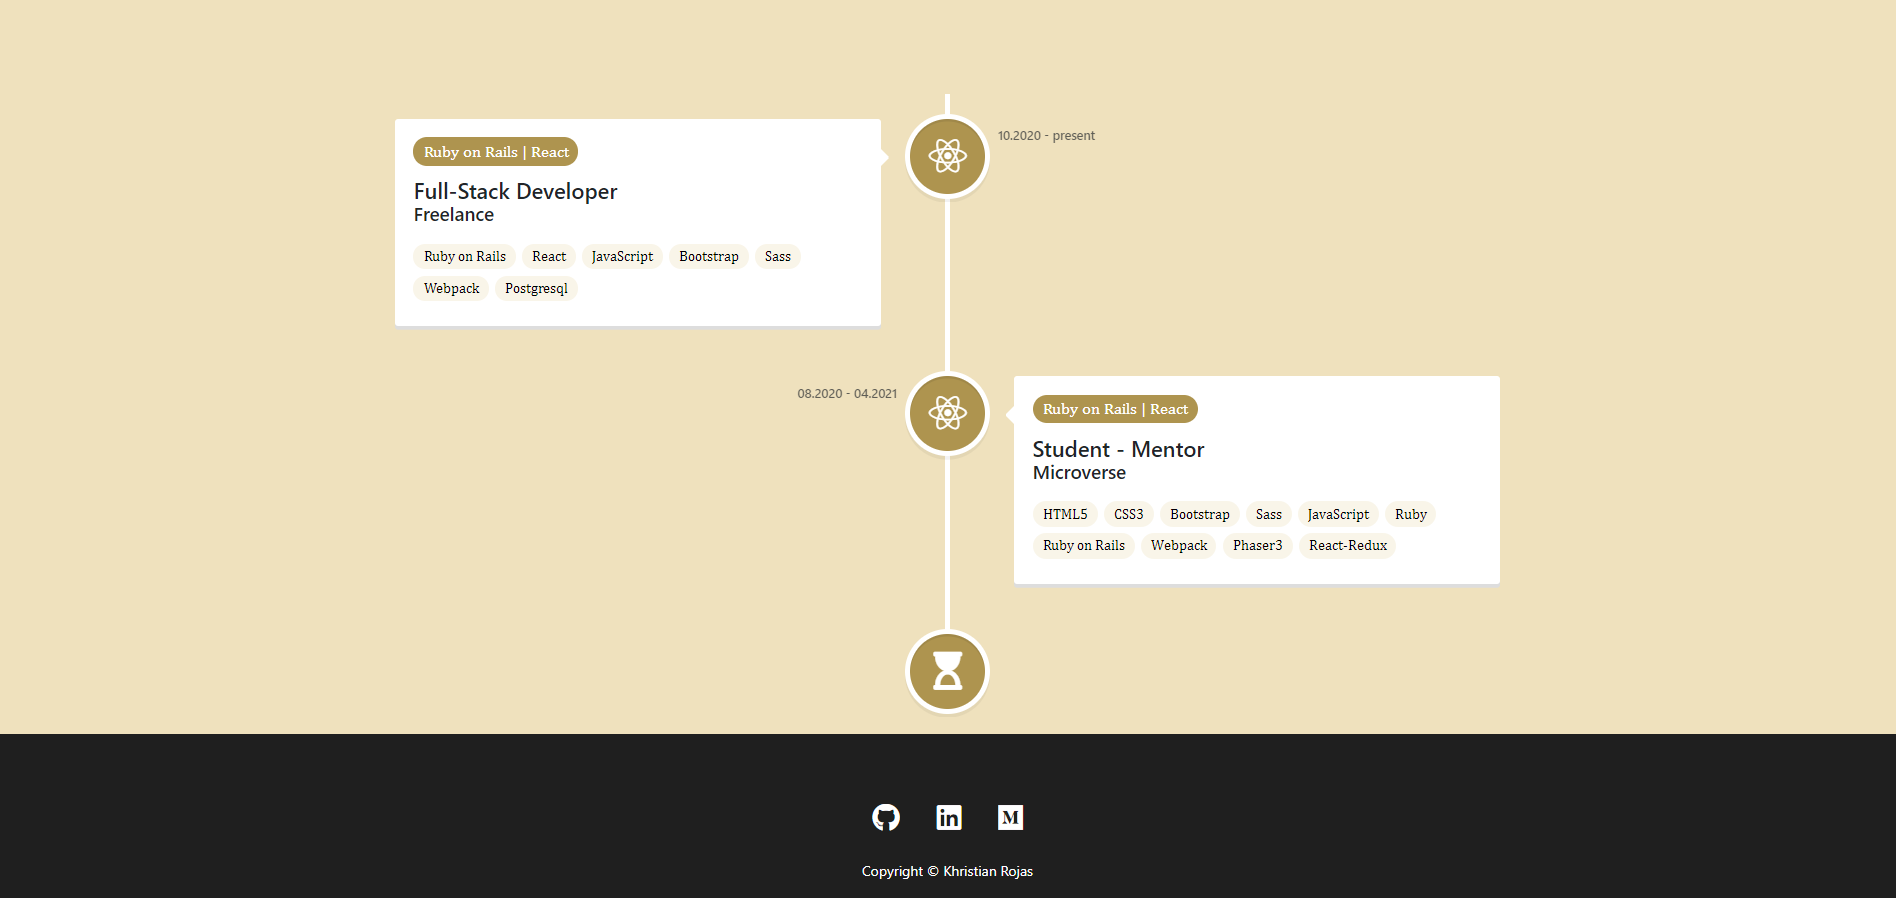 Ruby on Rails | React
10.2020 - present
Full-Stack Developer
Freelance
Ruby on Rails React JavaScript Bootstrap Sass
Webpack Postgresql
08.2020 - 04.2021
Ruby on Rails | React
Student - Mentor
Microverse
HTML5 CSS3 Bootstrap Sass JavaScript Ruby
Ruby on Rails Webpack Phaser3 React-Redux
in M
Copyright © Khristian Rojas